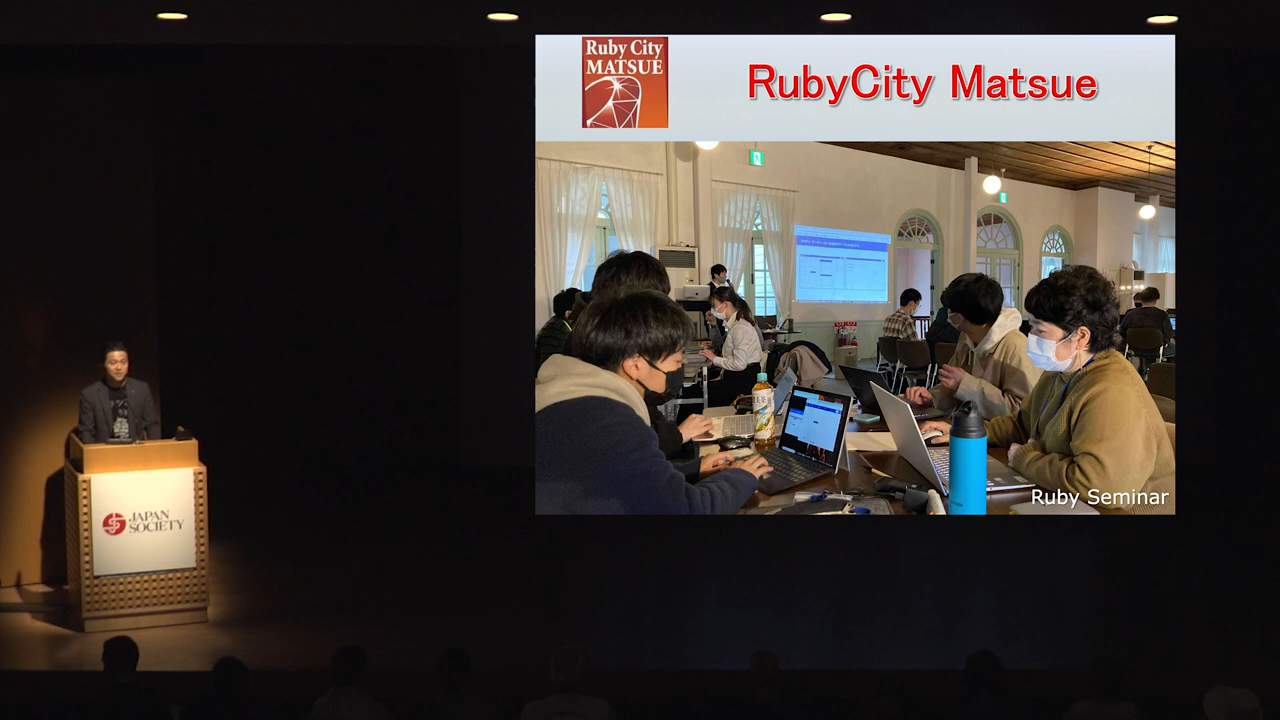 Ruby City
MATSUE
RubyCity Matsue
Ruby Seminar
JAPAN
SOCIETY